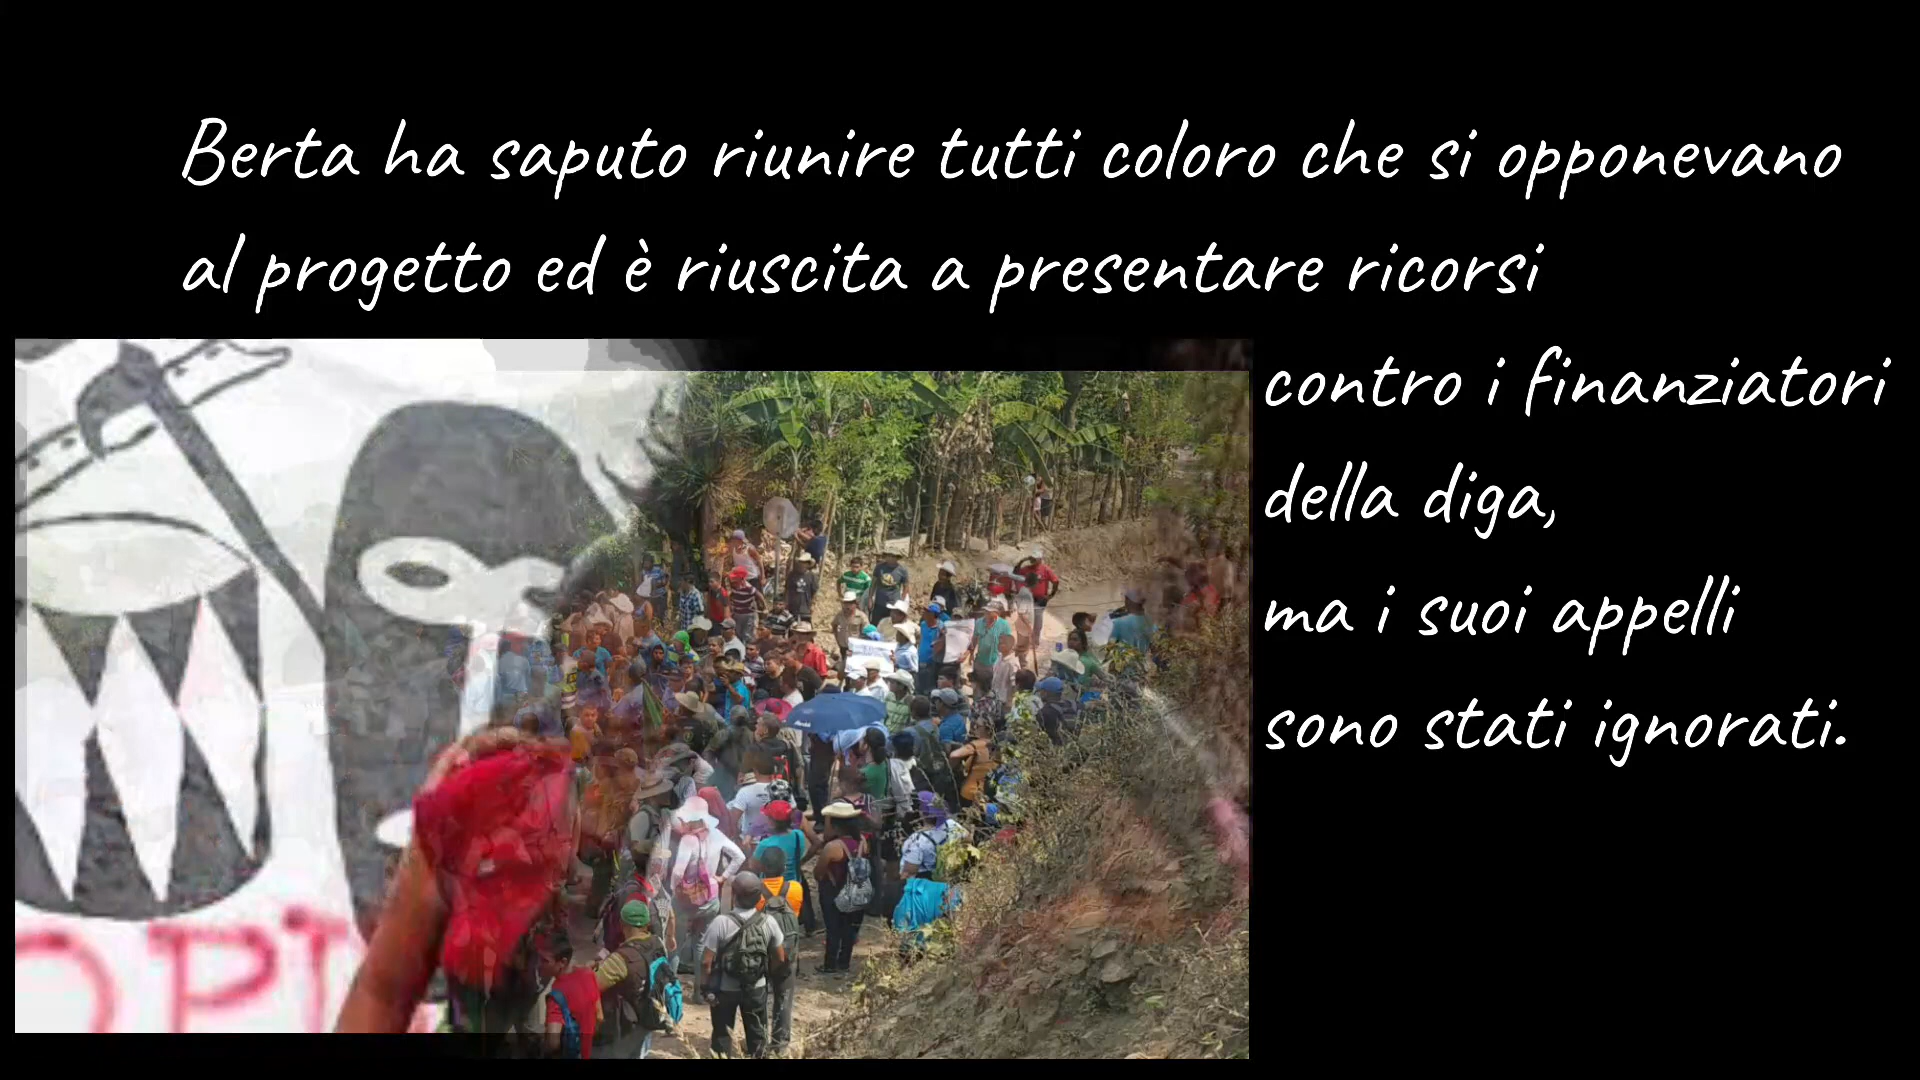 Berta ha saputo riunire tutti coloro che si opponevano
al progetto ed è riuscita a presentare ricorsi
contro i finanziatori
della diga,
ma i suoi appelli
sono stati ignorati.
OPI